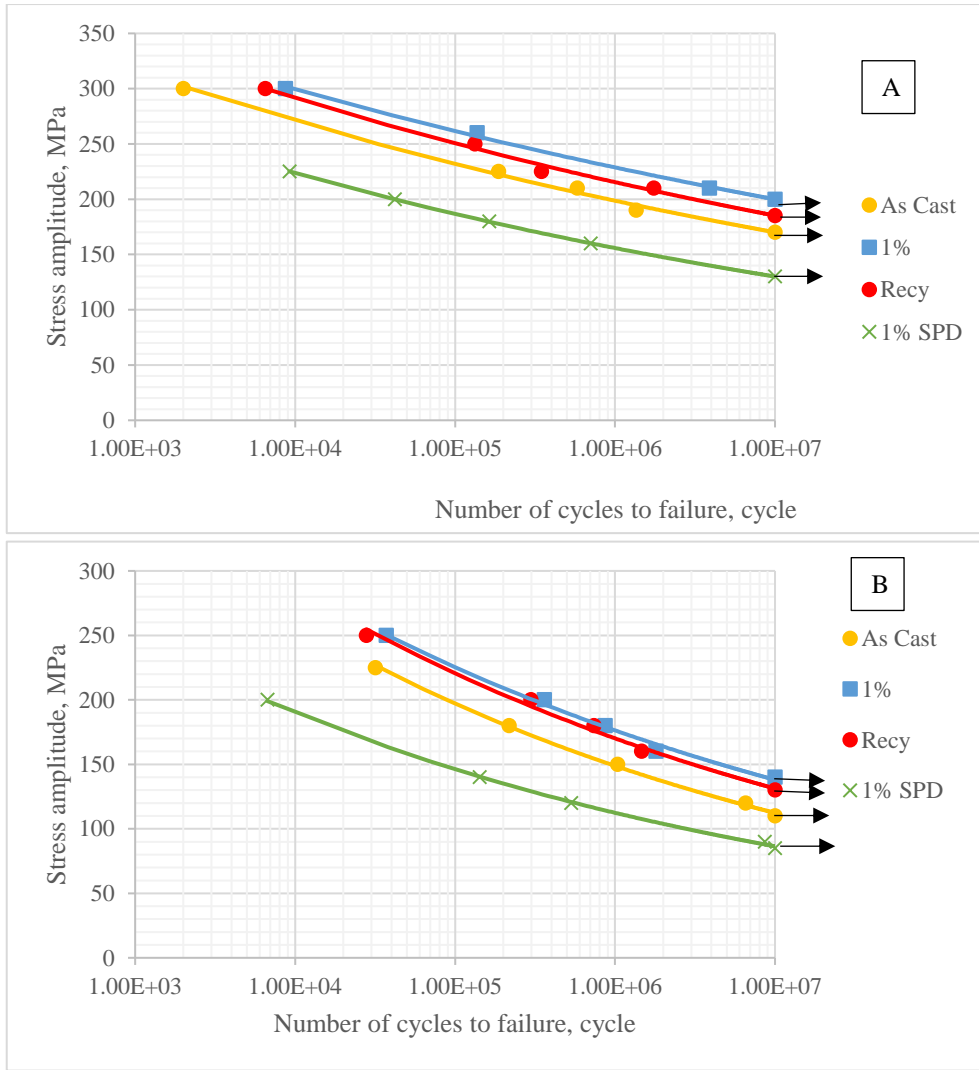 350
300
250
200
150
100
50
0
Stress amplitude, MPa
1.00E+03 1.00E+04 1.00E+05 1.00E+06 1.00E+07
Number of cycles to failure, cycle
A
As Cast
1%
Recy
1% SPD
300
250
200
150
100
50
0
Stress amplitude, MPa
1.00E+03 1.00E+04 1.00E+05 1.00E+06 1.00E+07
Number of cycles to failure, cycle
B
As Cast
1%
Recy
1% SPD